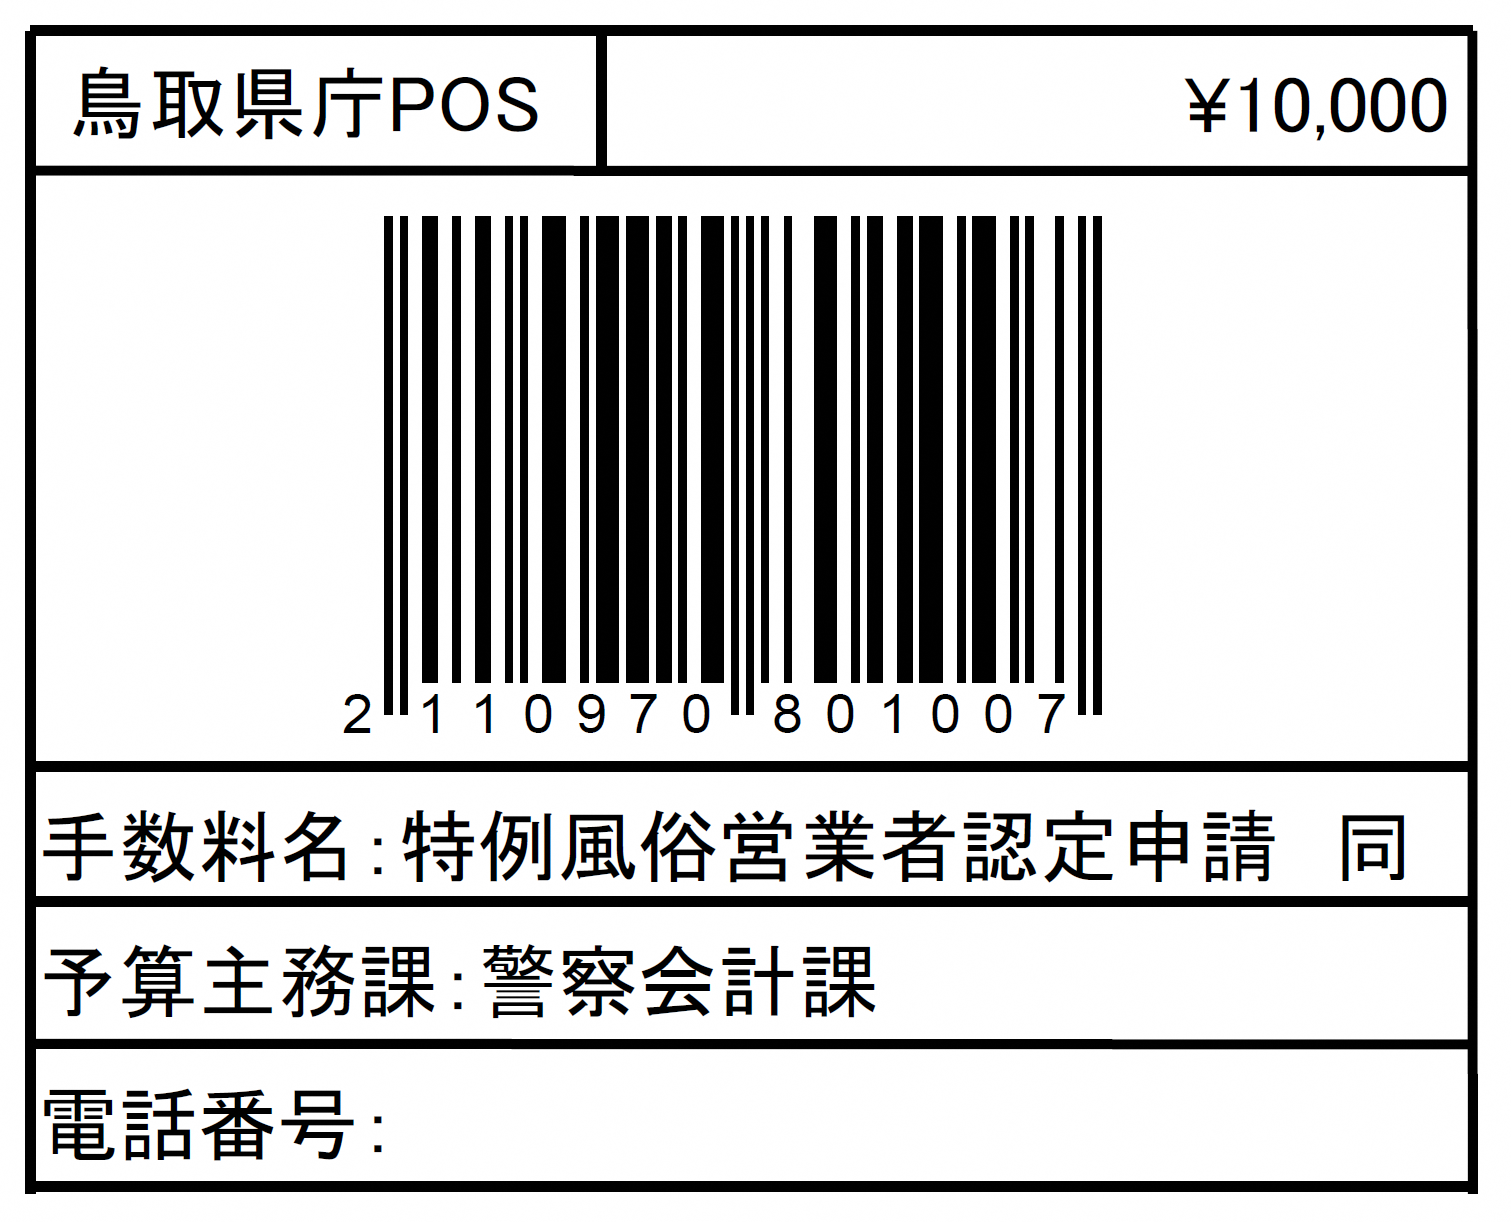 鳥取県庁POS ¥10,000
2 110970 801007
手数料名:特例風俗営業者認定申請　同
予算主務課:警察会計課
電話番号: